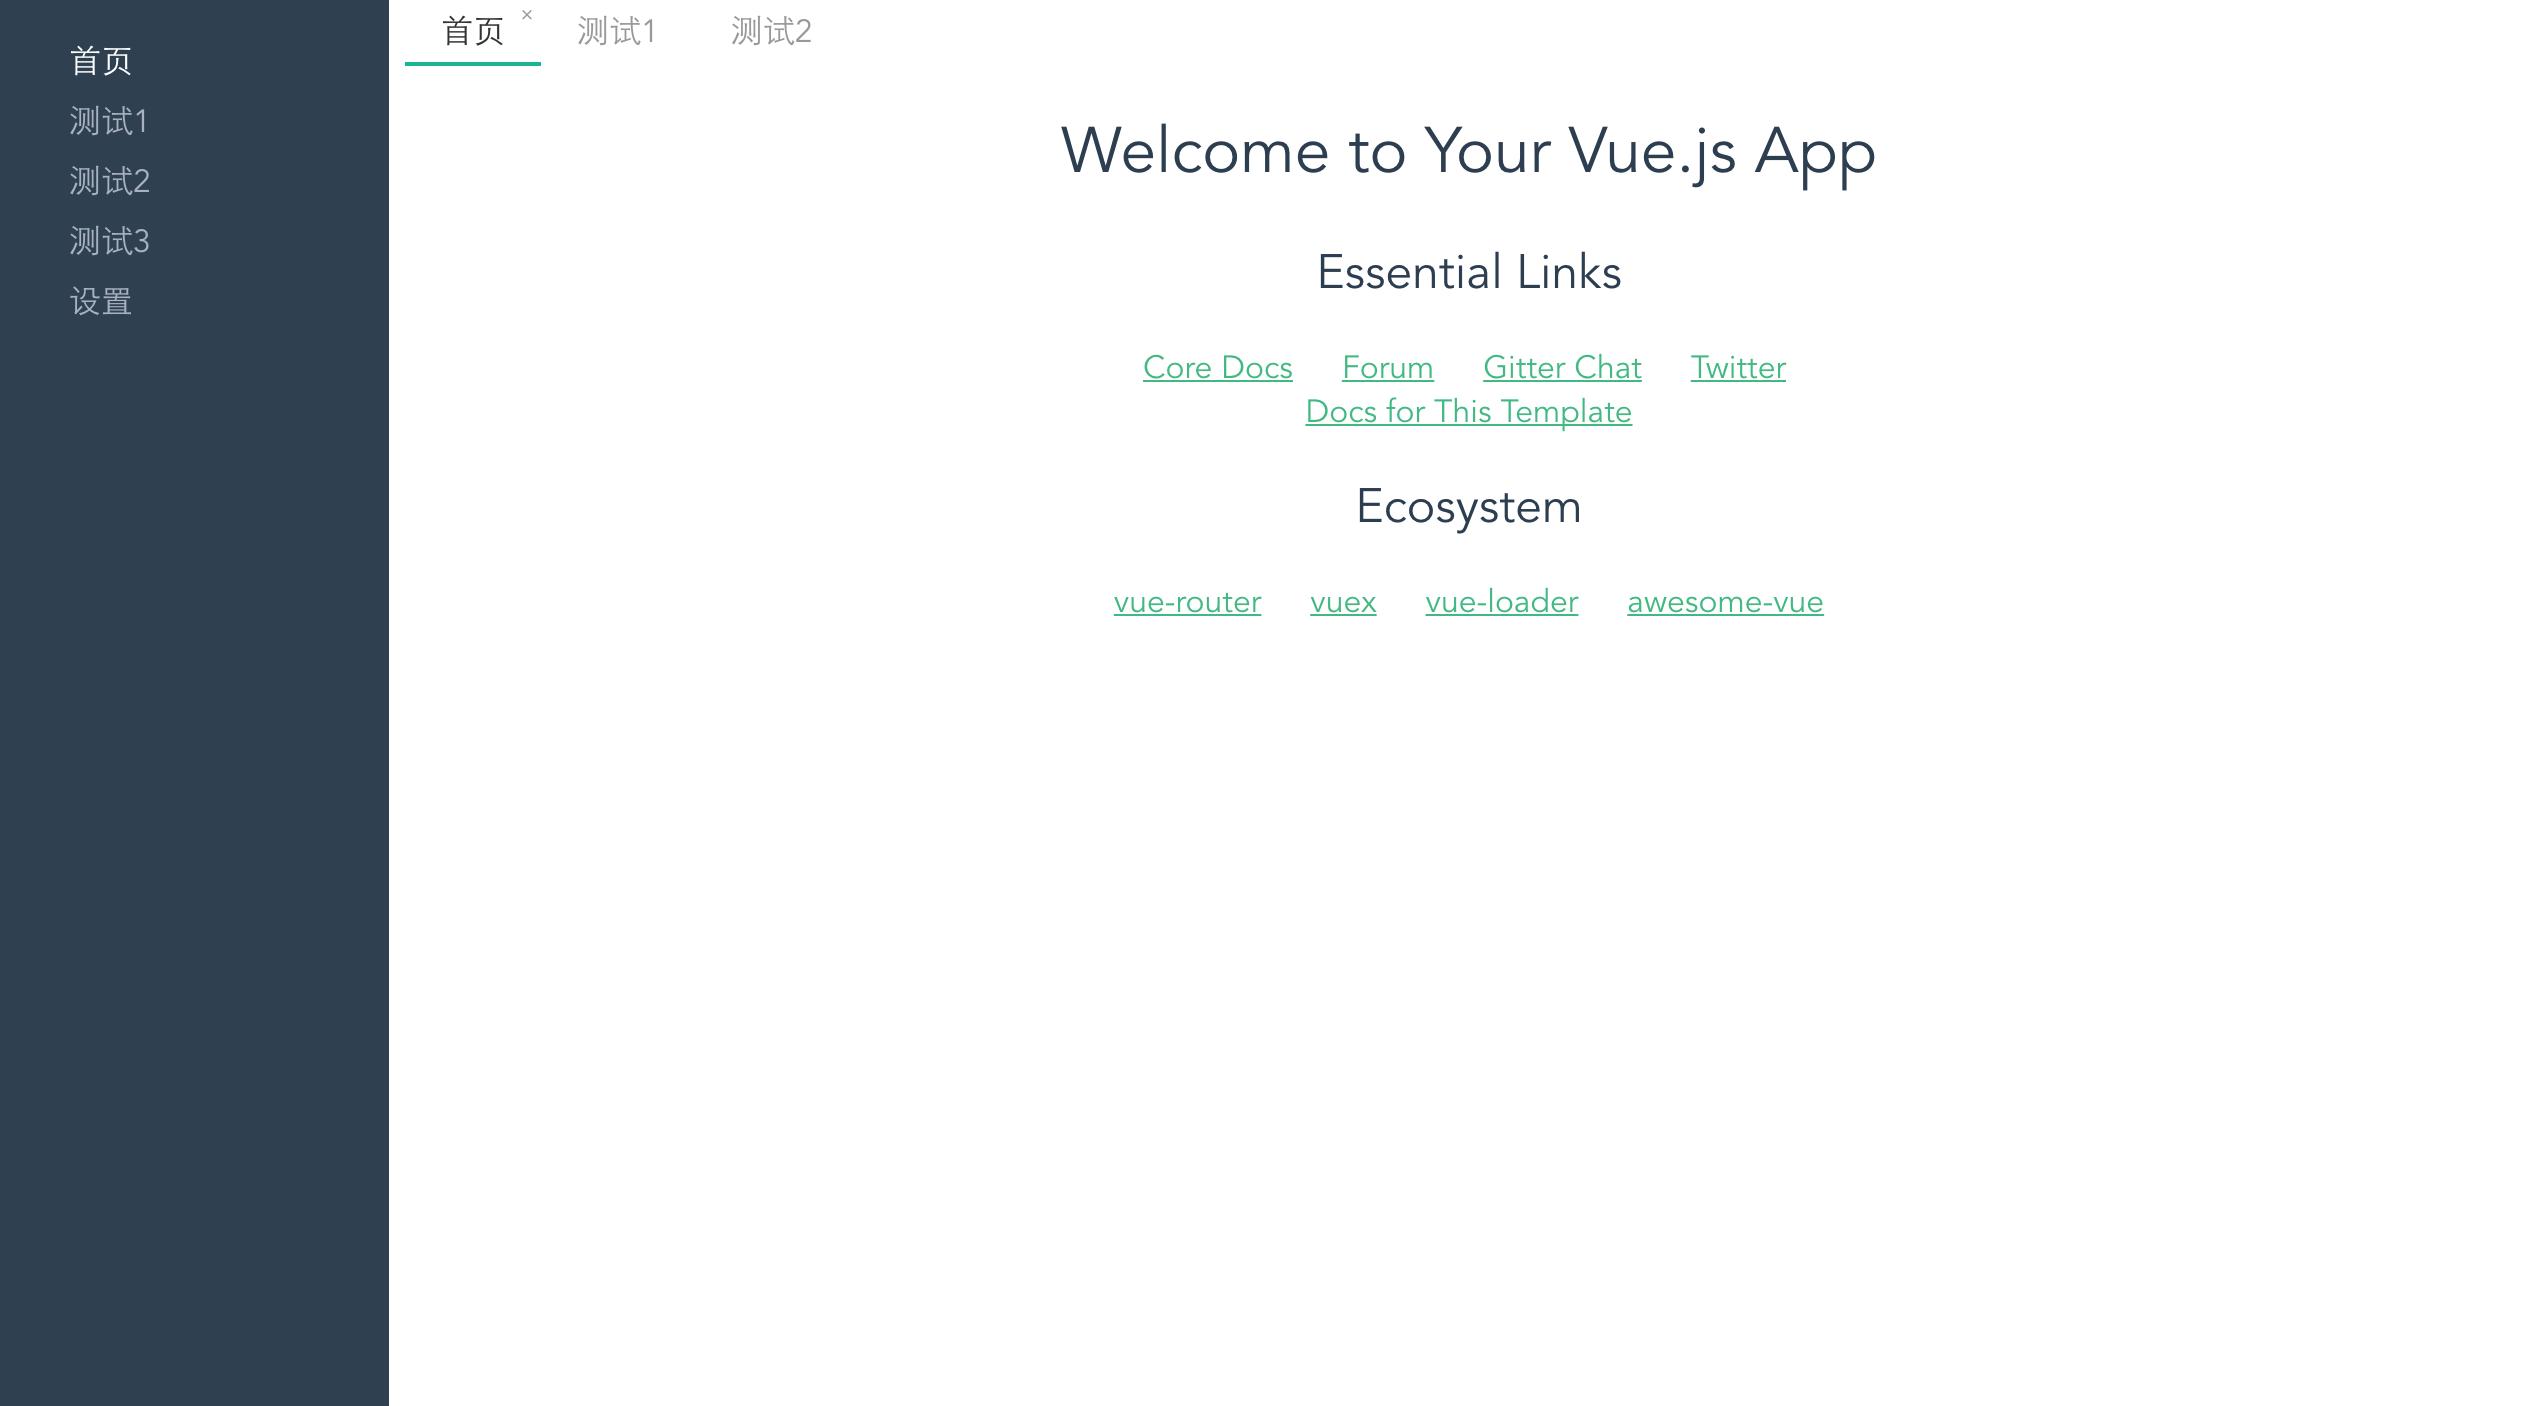 首页
测试1
测试2
测试3
设置
首页 × 测试1 测试2
Welcome to Your Vue.js App
Essential Links
Core Docs Forum Gitter Chat Twitter
Docs for This Template
Ecosystem
vue-router vuex vue-loader awesome-vue